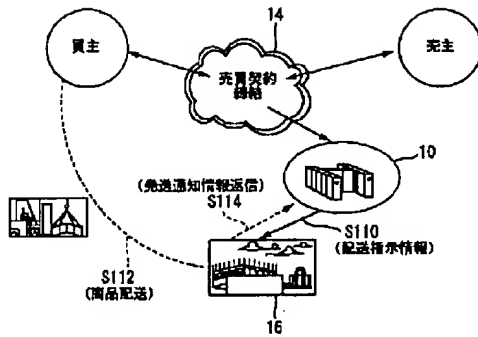 14
買主
売主
売買契約
締結
10
(発送通知情報返信)
S114
S110
(配送指示情報)
S112
(商品配送)
16